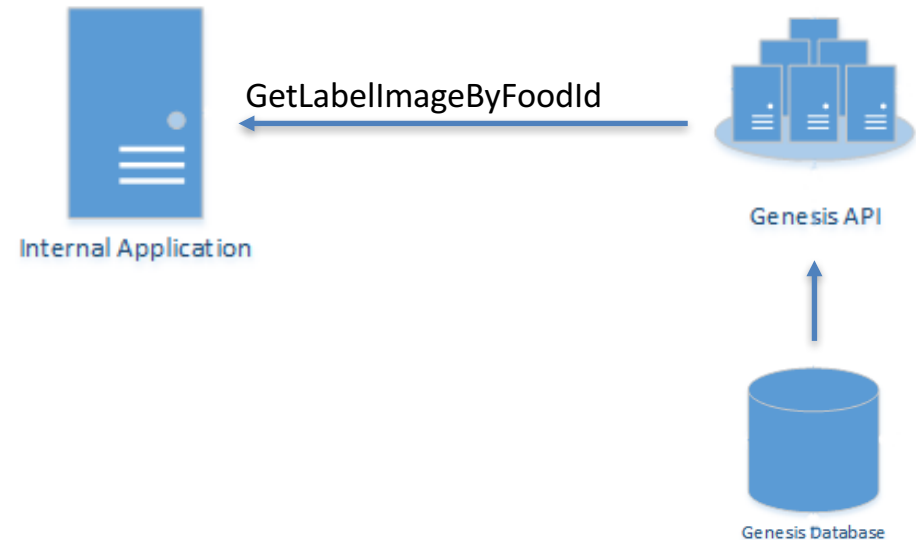 GetLabelImageByFoodId
Internal Application
Genesis API
Genesis Database